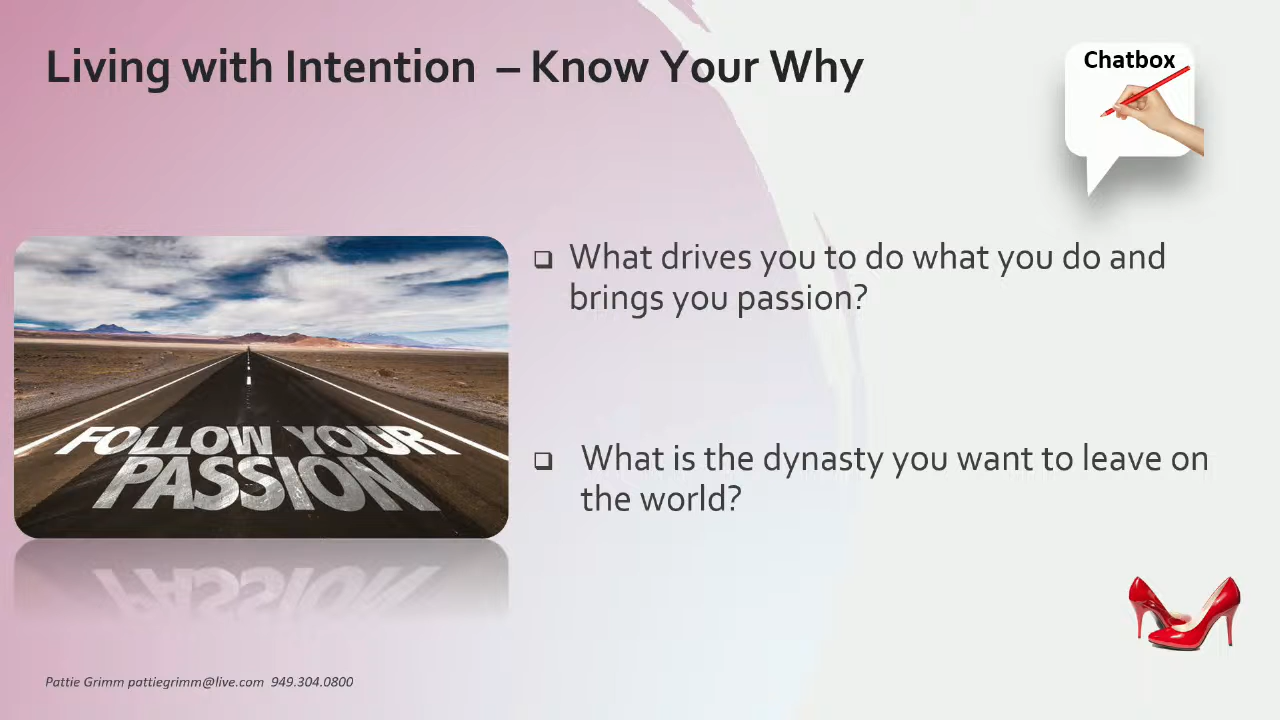 Living with Intention – Know Your Why
Chatbox
FOLLOW YOUR
PASSION
What drives you to do what you do and
brings you passion?
What is the dynasty you want to leave on
the world?
Pattie Grimm pattiegrimm@live.com 949.304.0800